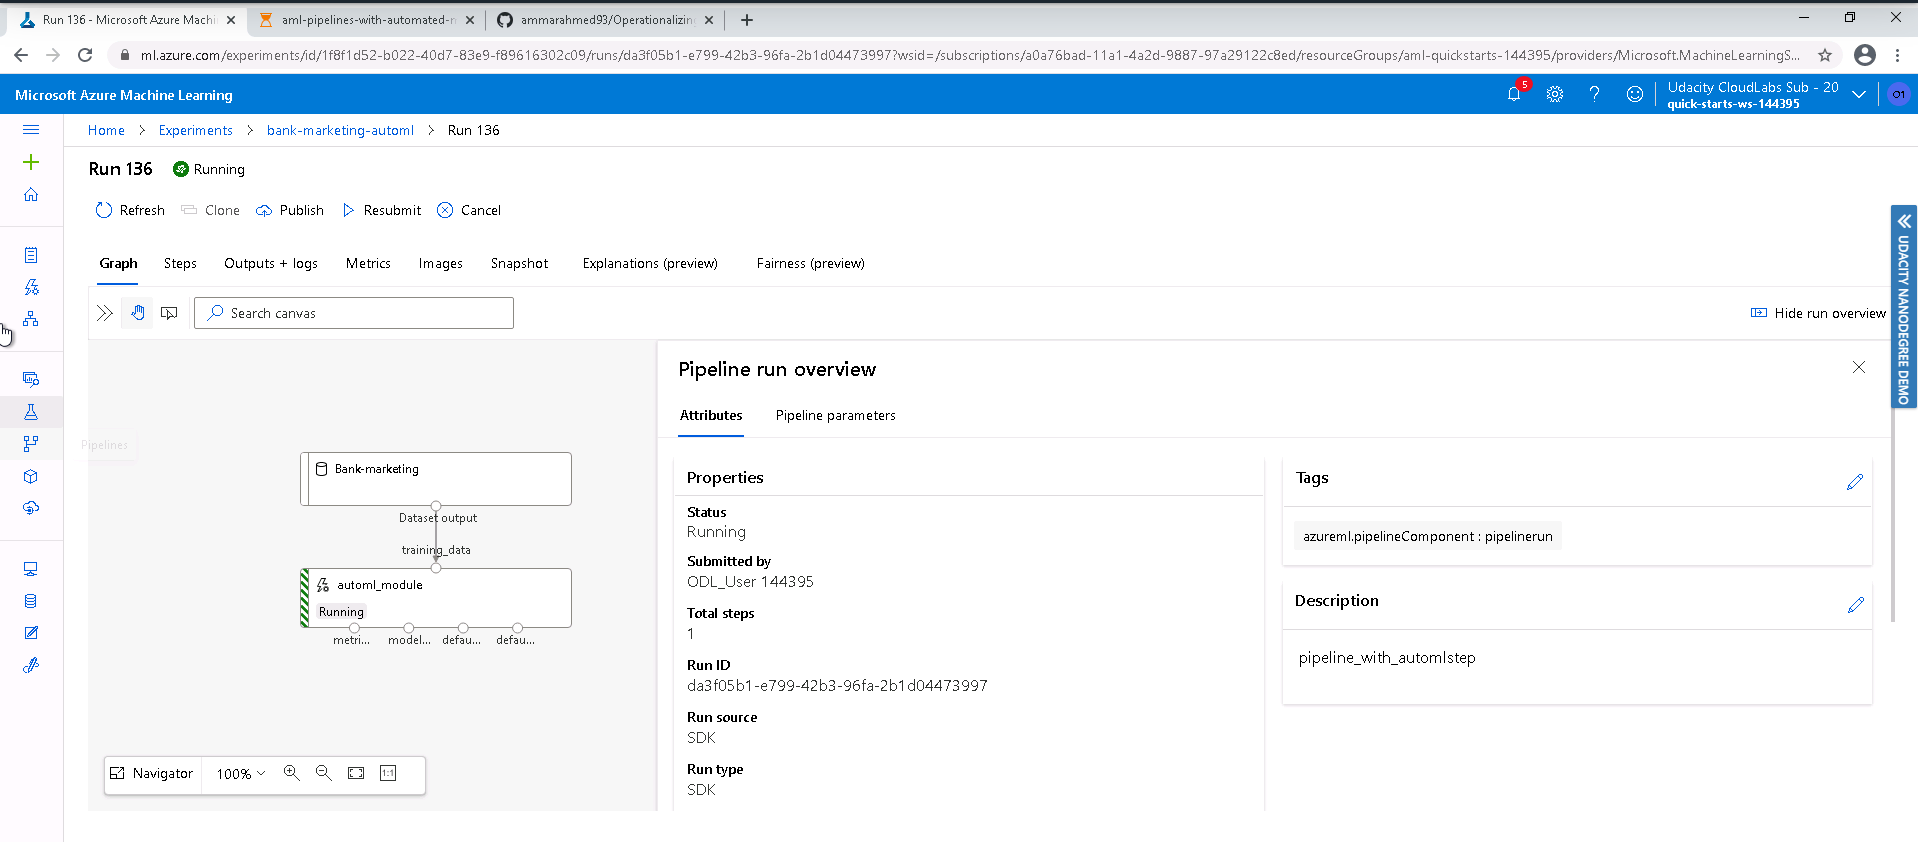 Run 136 - Microsoft Azure Machi
aml-pipelines-with-automated-m
ammarahmed93/Operationalizing
ml.azure.com/experiments/id/1f8f1d52-b022-40d7-83e9-f89616302c09/runs/da3f05b1-e799-42b3-96fa-2b1d04473997?wsid=/subscriptions/a0a76bad-11a1-4a2d-9887-97a29122c8ed/resourceGroups/aml-quickstarts-144395/providers/Microsoft.MachineLearningS...
Microsoft Azure Machine Learning
5
Udacity CloudLabs Sub - 20
quick-starts-ws-144395
O1
Home > Experiments > bank-marketing-automl > Run 136
Run 136 Running
Refresh Clone Publish Resubmit Cancel
Graph Steps Outputs + logs Metrics Images Snapshot Explanations (preview) Fairness (preview)
Search canvas
Hide run overview
UDACITY NANODEGREE DEMO
Pipelines
Bank-marketing
Dataset output
training_data
automl_module
Running
metri... model... defau... defau...
Navigator 100% 1:1
Pipeline run overview
Attributes Pipeline parameters
Properties
Status
Running
Submitted by
ODL_User 144395
Total steps
1
Run ID
da3f05b1-e799-42b3-96fa-2b1d04473997
Run source
SDK
Run type
SDK
Tags
azureml.pipelineComponent : pipelinerun
Description
pipeline_with_automlstep